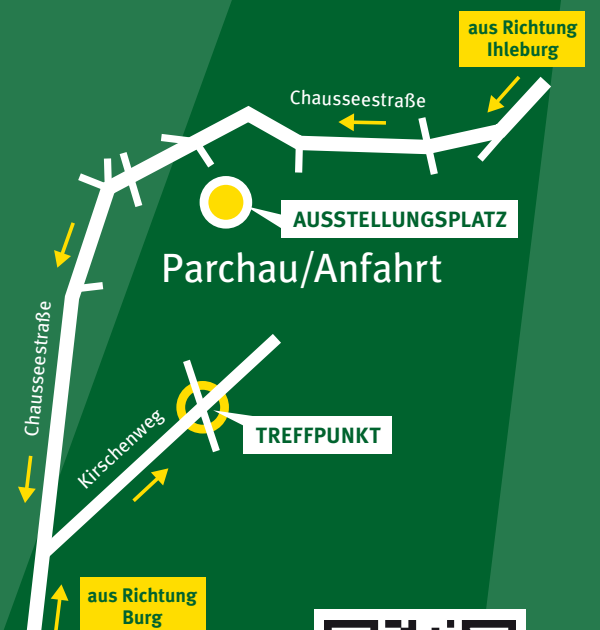 aus Richtung
Ihleburg
Chausseestraße
AUSSTELLUNGSPLATZ
Parchau/Anfahrt
Chausseestraße
Kirschenweg
TREFFPUNKT
aus Richtung
Burg